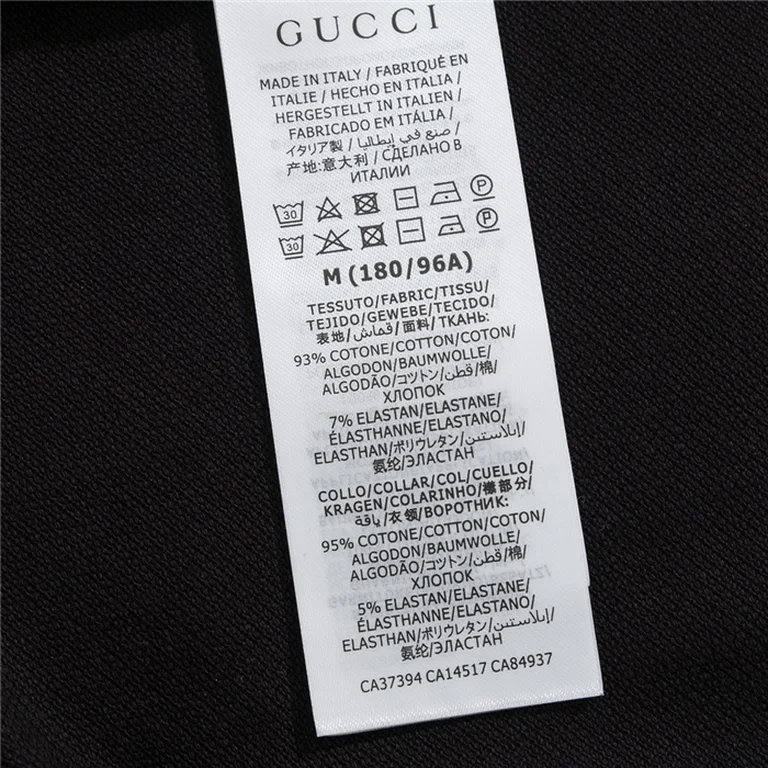 GUCCI
MADE IN ITALY / FABRIQUÉ EN
ITALIE / HECHO EN ITALIA /
HERGESTELLT IN ITALIEN /
FABRICADO EM ITÁLIA /
イタリア製 / صنع في إيطاليا /
产地:意大利 / СДЕЛАНО В
ИТАЛИИ
30 P
30 P
M (180/96A)
TESSUTO/FABRIC/TISSU/
TEJIDO/GEWEBE/TECIDO/
表地/قماش/面料/ТКАНЬ:
93% COTONE/COTTON/COTON/
ALGODON/BAUMWOLLE/
ALGODÃO/コットン/قطن/棉/
ХЛОПОК
7% ELASTAN/ELASTANE/
ÉLASTHANNE/ELASTANO/
ELASTHAN/ポリウレタン/إيلاستين/
氨纶/ЭЛАСТАН
COLLO/COLLAR/COL/CUELLO/
KRAGEN/COLARINHO/襟部分/
ياقة/衣领/ВОРОТНИК:
95% COTONE/COTTON/COTON/
ALGODON/BAUMWOLLE/
ALGODÃO/コットン/قطن/棉/
ХЛОПОК
5% ELASTAN/ELASTANE/
ÉLASTHANNE/ELASTANO/
ELASTHAN/ポリウレタン/إيلاستين/
氨纶/ЭЛАСТАН
CA37394 CA14517 CA84937